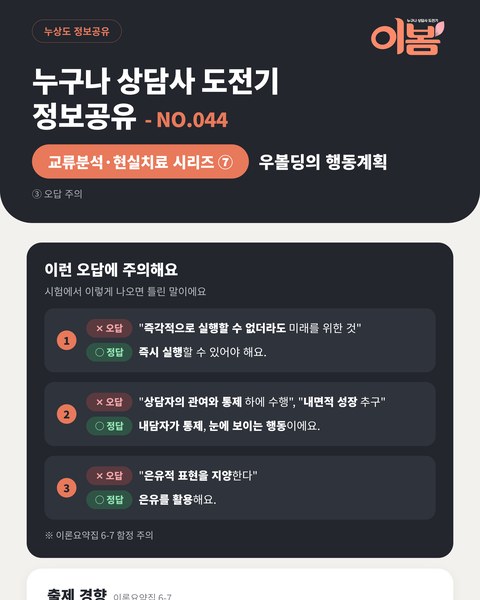 누상도 정보공유
누구나 상담사 도전기
이봄
누구나 상담사 도전기
정보공유 - NO.044
교류분석·현실치료 시리즈 ⑦ 우볼딩의 행동계획
③ 오답 주의
이런 오답에 주의해요
시험에서 이렇게 나오면 틀린 말이에요
1
× 오답 "즉각적으로 실행할 수 없더라도 미래를 위한 것"
○ 정답 즉시 실행할 수 있어야 해요.
2
× 오답 "상담자의 관여와 통제 하에 수행", "내면적 성장 추구"
○ 정답 내담자가 통제, 눈에 보이는 행동이에요.
3
× 오답 "은유적 표현을 지양한다"
○ 정답 은유를 활용해요.
※ 이론요약집 6-7 함정 주의
출제 경향 이론요약집 6-7